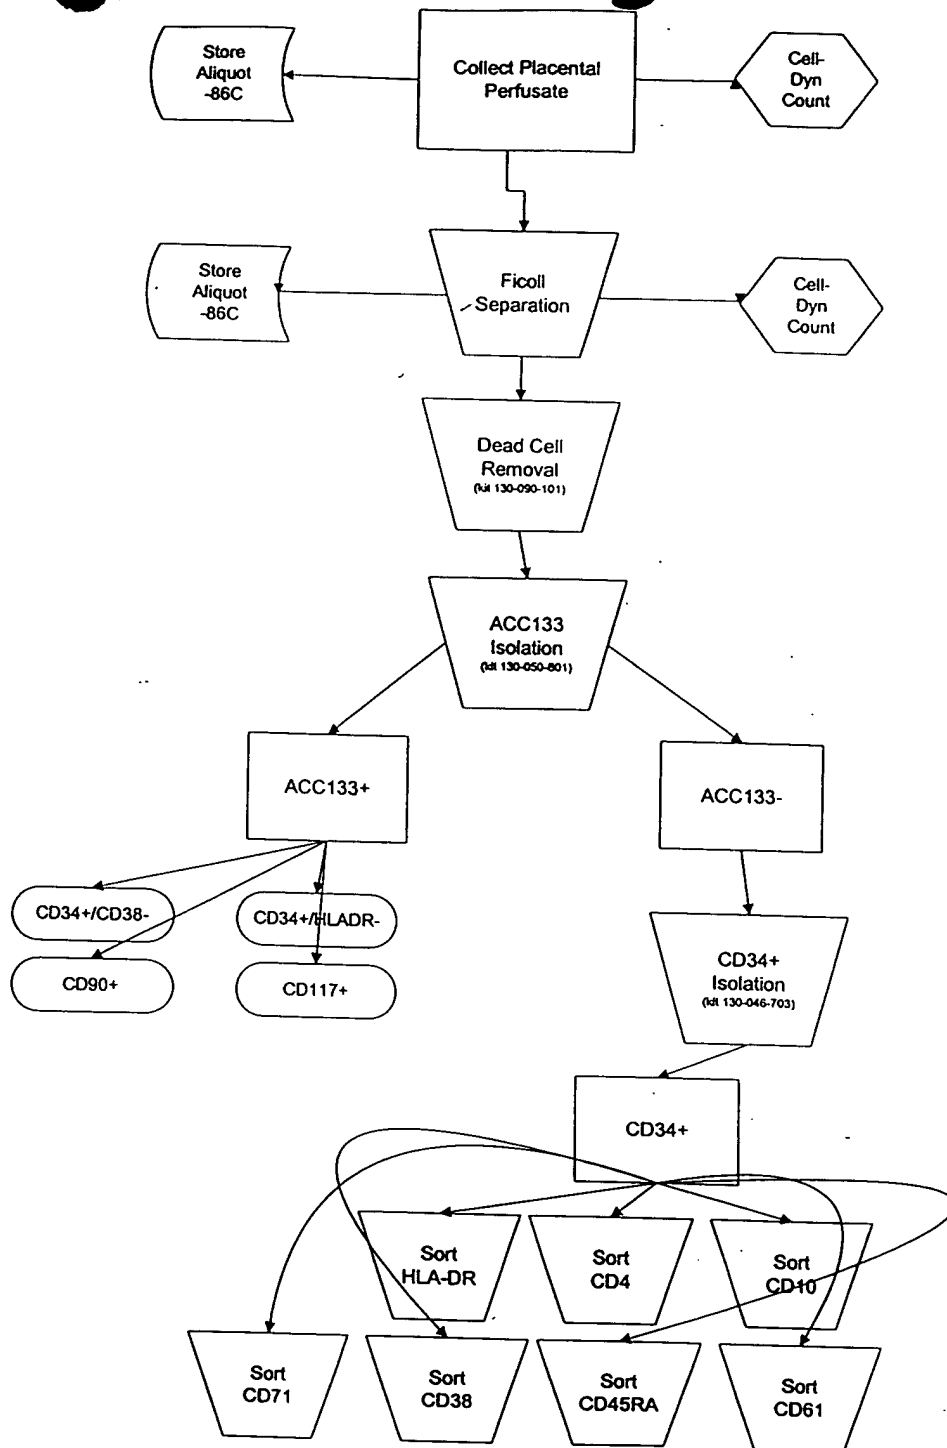 Store
Aliquot
-86C
Collect Placental
Perfusate
Cell-
Dyn
Count
Store
Aliquot
-86C
Ficoll
Separation
Cell-
Dyn
Count
Dead Cell
Removal
(kit 130-090-101)
ACC133
Isolation
(kit 130-050-801)
ACC133+
ACC133-
CD34+/CD38-
CD34+/HLADR-
CD90+
CD117+
CD34+
Isolation
(kit 130-046-703)
CD34+
Sort
HLA-DR
Sort
CD4
Sort
CD10
Sort
CD71
Sort
CD38
Sort
CD45RA
Sort
CD61